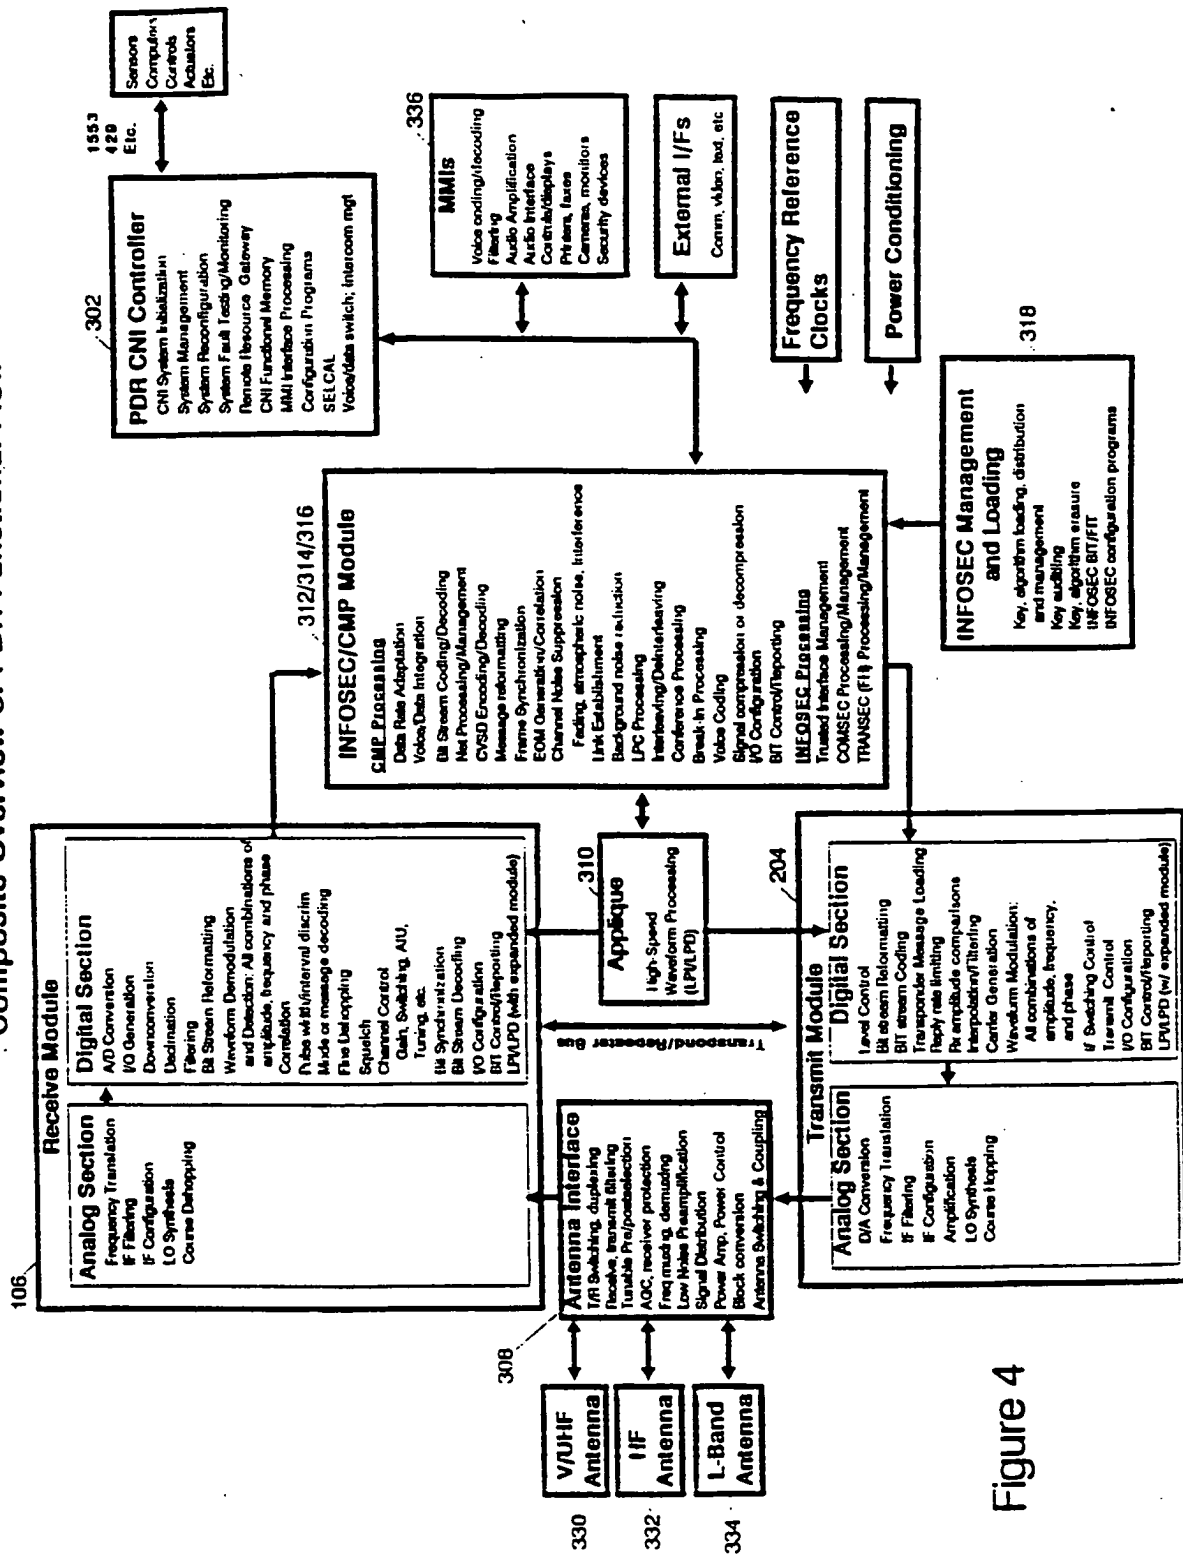 Composite Overview of PDR Functional Flow
106
Receive Module
Analog Section
Frequency Translation
IF Filtering
IF Configuration
LO Synthesis
Course Dehopping
Digital Section
A/D Conversion
I/O Generation
Downconversion
Decimation
Filtering
Bit Stream Reformatting
Waveform Demodulation
and Detection: All combinations of
amplitude, frequency and phase
Correlation
Pulse width/interval discrim
Mode or message decoding
Fine Dehopping
Squelch
Channel Control
Gain, Switching, AIU,
Tuning, etc.
Bit Synchronization
Bit Stream Decoding
I/O Configuration
BIT Control/Reporting
LPI/LPD (with expanded module)
312/314/316
INFOSEC/CMP Module
CMP Processing
Data Rate Adaptation
Voice/Data Integration
Bit Stream Coding/Decoding
Net Processing/Management
CVSD Encoding/Decoding
Message reformatting
Frame Synchronization
EOM Generation/Correlation
Channel Noise Suppression
Fading, atmospheric noise, interference
Link Establishment
Background noise reduction
LPC Processing
Interleaving/Deinterleaving
Conference Processing
Break-In Processing
Voice Coding
Signal compression or decompression
I/O Configuration
BIT Control/Reporting
INFOSEC Processing
Trusted Interface Management
COMSEC Processing/Management
TRANSEC (FH) Processing/Management
302
PDR CNI Controller
CNI System Initialization
System Management
System Reconfiguration
System Fault Testing/Monitoring
Remote Resource Gateway
CNI Functional Memory
MMI Interface Processing
Configuration Programs
SELCAL
Voice/data switch; intercom mgt
1553
429
Etc.
Sensors
Computers
Controls
Actuators
Etc.
336
MMIs
Voice coding/decoding
Filtering
Audio Amplification
Audio Interface
Controls/displays
Printers, faxes
Cameras, monitors
Security devices
External I/Fs
Comm, video, text, etc
Frequency Reference
Clocks
Power Conditioning
318
INFOSEC Management
and Loading
Key, algorithm loading, distribution
and management
Key auditing
Key, algorithm erasure
INFOSEC BIT/FIT
INFOSEC configuration programs
310
Applique
High-Speed
Waveform Processing
(LPI/LPD)
Transpond/Repeater Bus
308
Antenna Interface
T/R Switching, duplexing
Receive, transmit filtering
Tunable Pre/postselection
AGC, receiver protection
Freq muxing, demuxing
Low Noise Preamplification
Signal Distribution
Power Amp, Power Control
Block conversion
Antenna Switching & Coupling
V/UHF
Antenna
330
HF
Antenna
332
L-Band
Antenna
334
204
Transmit Module
Analog Section
D/A Conversion
Frequency Translation
IF Filtering
IF Configuration
Amplification
LO Synthesis
Course Hopping
Digital Section
Level Control
Bit stream Reformatting
BIT stream Coding
Transponder Message Loading
Reply rate limiting
Rx amplitude comparisons
Interpolation/Filtering
Carrier Generation
Waveform Modulation:
All combinations of
amplitude, frequency,
and phase
I/ Switching Control
Transmit Control
I/O Configuration
BIT Control/Reporting
LPI/LPD (w/ expanded module)
Figure 4